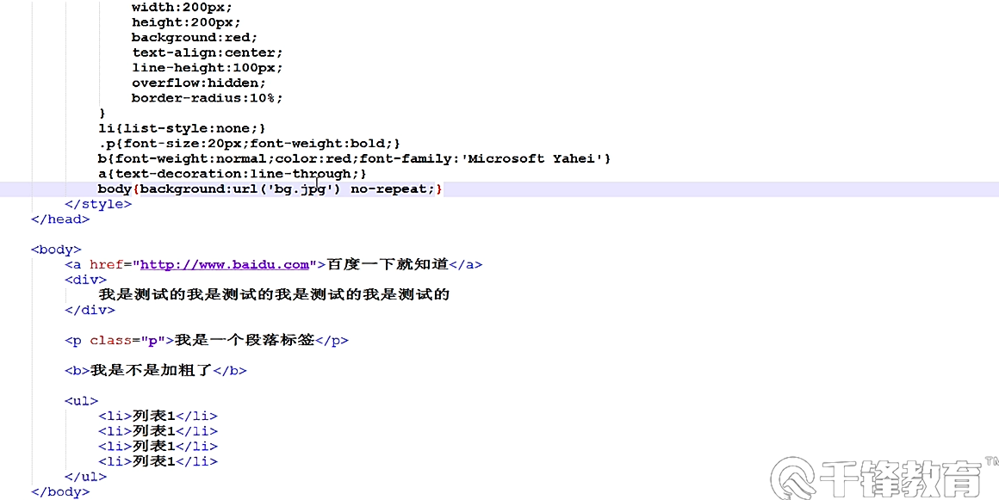 width:200px;
height:200px;
background:red;
text-align:center;
line-height:100px;
overflow:hidden;
border-radius:10%;
}
li{list-style:none;}
.p{font-size:20px;font-weight:bold;}
b{font-weight:normal;color:red;font-family:'Microsoft Yahei'}
a{text-decoration:line-through;}
body{background:url('bg.jpg') no-repeat;}
</style>
</head>
<body>
<a href="http://www.baidu.com">百度一下就知道</a>
<div>
我是测试的我是测试的我是测试的我是测试的
</div>
<p class="p">我是一个段落标签</p>
<b>我是不是加粗了</b>
<ul>
<li>列表1</li>
<li>列表1</li>
<li>列表1</li>
<li>列表1</li>
</ul>
</body>
千锋教育 TM